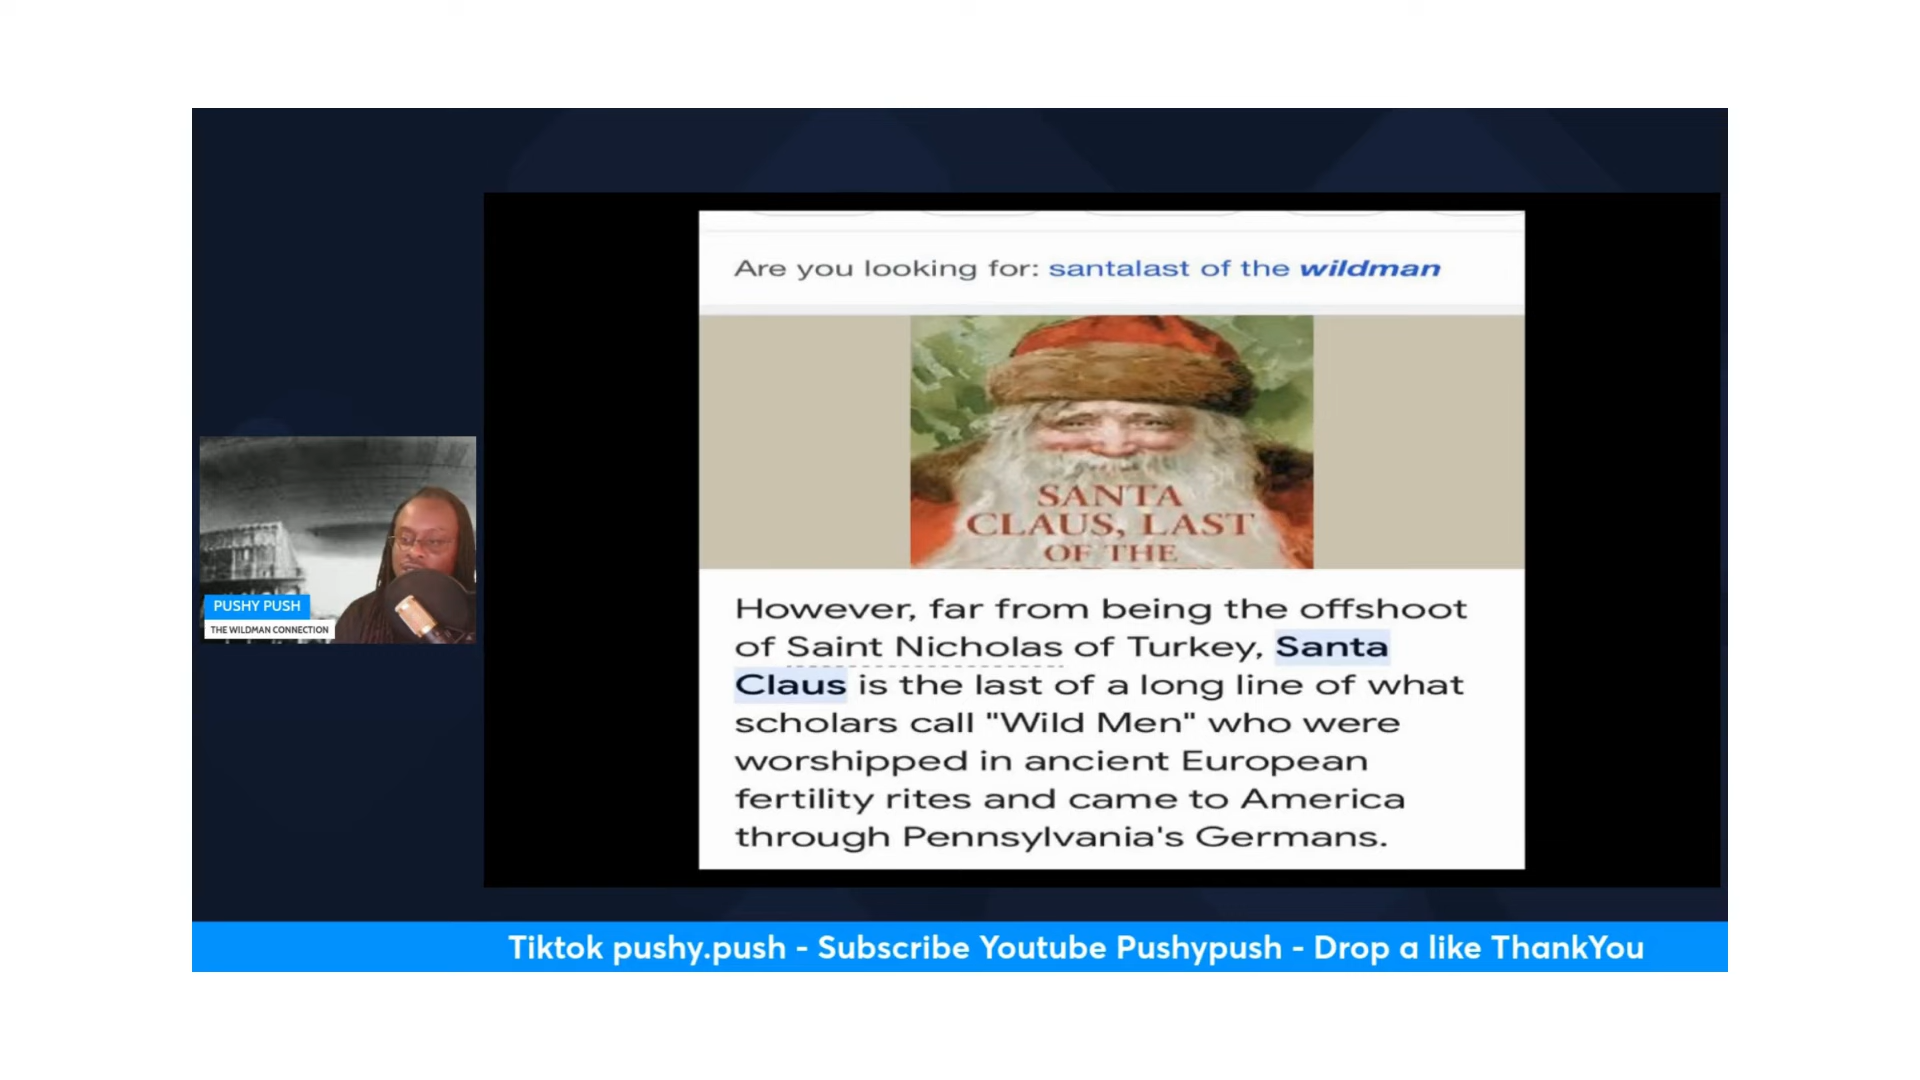 Are you looking for: santalast of the wildman
SANTA
CLAUS, LAST
OF THE
However, far from being the offshoot
of Saint Nicholas of Turkey, Santa
Claus is the last of a long line of what
scholars call "Wild Men" who were
worshipped in ancient European
fertility rites and came to America
through Pennsylvania's Germans.
PUSHY PUSH
THE WILDMAN CONNECTION
Tiktok pushy.push - Subscribe Youtube Pushypush - Drop a like ThankYou